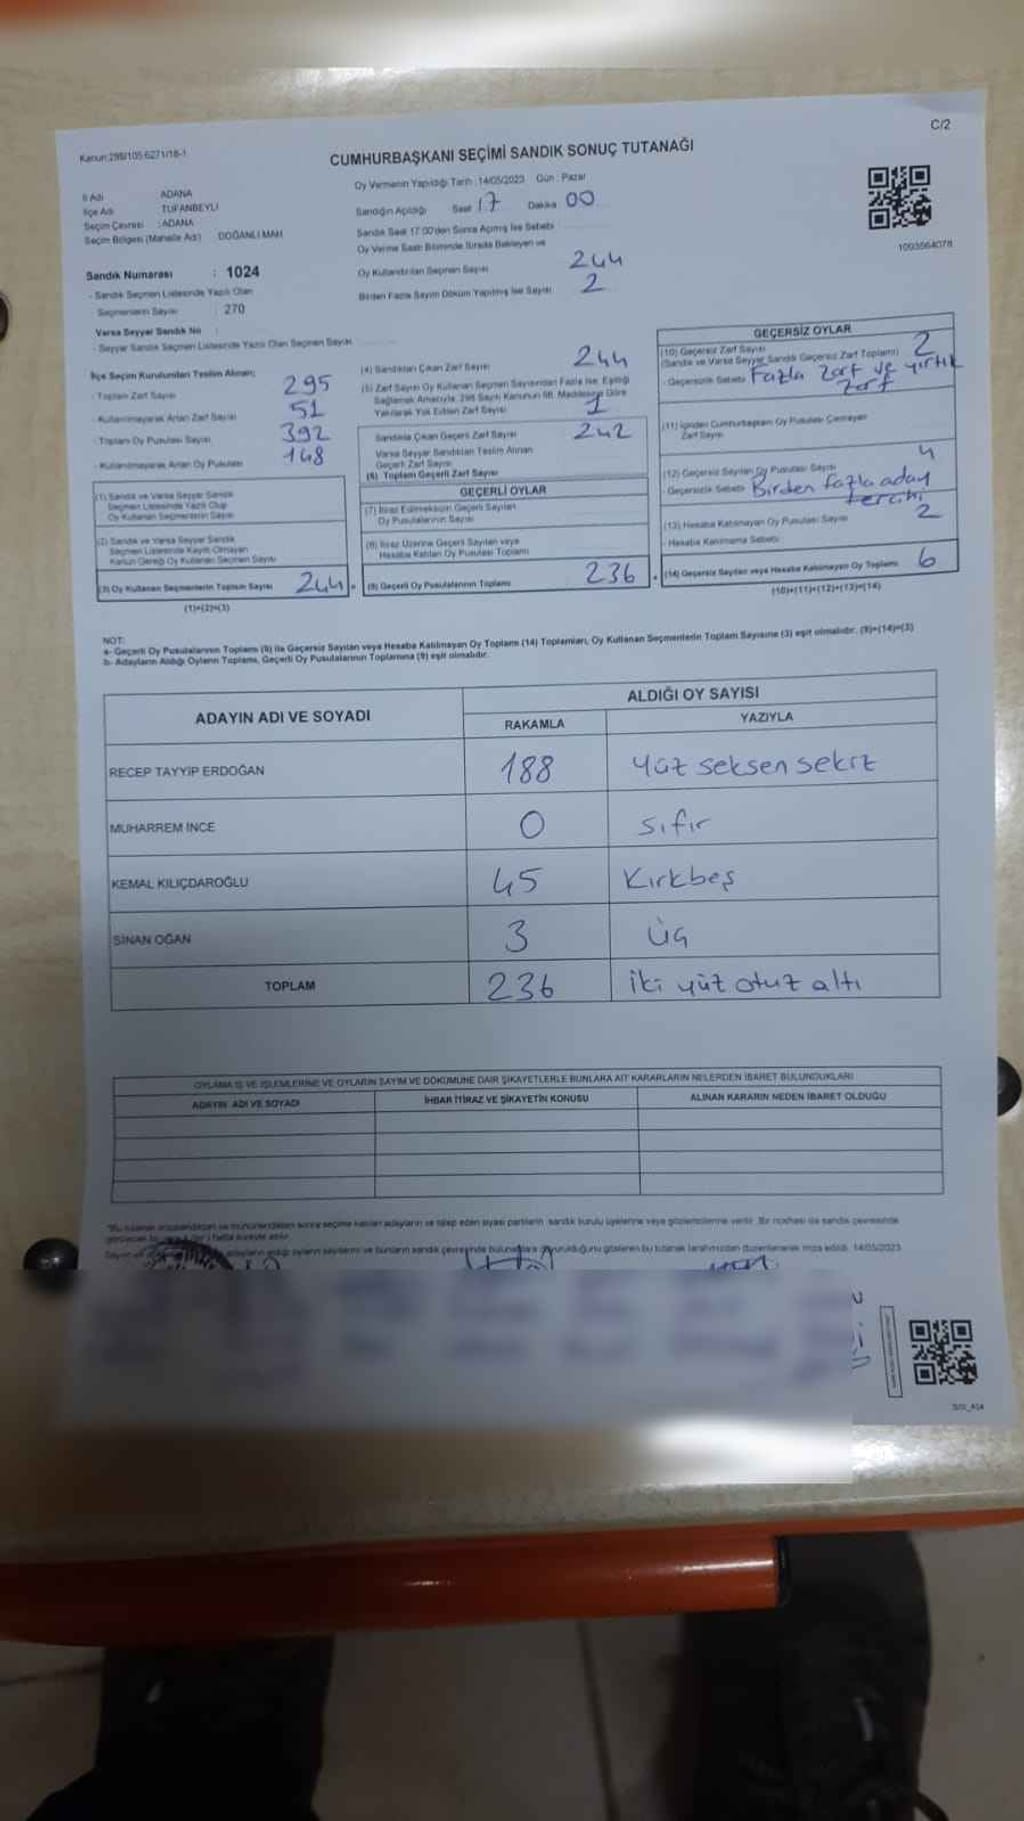 C/2
Kanun:298/105 6271/18-1
CUMHURBAŞKANI SEÇİMİ SANDIK SONUÇ TUTANAĞI
İl Adı ADANA
İlçe Adı TUFANBEYLİ
Seçim Çevresi : ADANA
Seçim Bölgesi (Mahalle Adı) DOĞANLI MAH
Sandık Numarası : 1024
- Sandık Seçmen Listesinde Yazılı Olan
Seçmenlerin Sayısı : 270
Varsa Seyyar Sandık No :
- Seyyar Sandık Seçmen Listesinde Yazılı Olan Seçmen Sayısı
Oy Vermenin Yapıldığı Tarih : 14/05/2023 Gün : Pazar
Sandığın Açıldığı Saat 17 Dakika 00
Sandık Saat 17:00'den Sonra Açılmış İse Sebebi
Oy Verme Saati Bitiminde Sırada Bekleyen ve
Oy Kullandırılan Seçmen Sayısı 244
Birden Fazla Sayım Döküm Yapılmış İse Sayısı 2
1003564078
İlçe Seçim Kurulundan Teslim Alınan;
- Toplam Zarf Sayısı 295
- Kullanılmayarak Artan Zarf Sayısı 51
- Toplam Oy Pusulası Sayısı 392
- Kullanılmayarak Artan Oy Pusulası 148
(1) Sandık ve Varsa Seyyar Sandık
Seçmen Listesinde Yazılı Olup
Oy Kullanan Seçmenlerin Sayısı
(2) Sandık ve Varsa Seyyar Sandık
Seçmen Listesinde Kaydı Olmayan
Kanun Gereği Oy Kullanan Seçmen Sayısı
(3) Oy Kullanan Seçmenlerin Toplam Sayısı 244
(1)+(2)=(3)
(4) Sandıktan Çıkan Zarf Sayısı 244
(5) Zarf Sayısı Oy Kullanan Seçmen Sayısından Fazla İse, Eşitliği
Sağlamak Amacıyla, 298 Sayılı Kanunun 98. Maddesine Göre
Yakılarak Yok Edilen Zarf Sayısı 1
Sandıkta Çıkan Geçerli Zarf Sayısı 242
Varsa Seyyar Sandıktan Teslim Alınan
Geçerli Zarf Sayısı
(6) Toplam Geçerli Zarf Sayısı
GEÇERLİ OYLAR
(7) İtiraz Edilmeksizin Geçerli Sayılan
Oy Pusulalarının Sayısı
(8) İtiraz Üzerine Geçerli Sayılan veya
Hesaba Katılan Oy Pusulası Toplamı
(9) Geçerli Oy Pusulalarının Toplamı 236
GEÇERSİZ OYLAR
(10) Geçersiz Zarf Sayısı 2
(Sandık ve Varsa Seyyar Sandık Geçersiz Zarf Toplamı)
- Geçersizlik Sebebi Fazla zarf ve yırtık
zarf
(11) İçinden Cumhurbaşkanı Oy Pusulası Çıkmayan
Zarf Sayısı
(12) Geçersiz Sayılan Oy Pusulası Sayısı 4
- Geçersizlik Sebebi Birden fazla aday
tercihi
(13) Hesaba Katılmayan Oy Pusulası Sayısı 2
- Hesaba Katılmama Sebebi
(14) Geçersiz Sayılan veya Hesaba Katılmayan Oy Toplamı 6
(10)+(11)+(12)+(13)=(14)
NOT:
a- Geçerli Oy Pusulalarının Toplamı (9) ile Geçersiz Sayılan veya Hesaba Katılmayan Oy Toplamı (14) Toplamları, Oy Kullanan Seçmenlerin Toplam Sayısına (3) eşit olmalıdır. (9)+(14)=(3)
b- Adayların Aldığı Oyların Toplamı, Geçerli Oy Pusulalarının Toplamına (9) eşit olmalıdır.
ADAYIN ADI VE SOYADI ALDIĞI OY SAYISI
RAKAMLA YAZIYLA
RECEP TAYYİP ERDOĞAN 188 yüz seksen sekiz
MUHARREM İNCE 0 sıfır
KEMAL KILIÇDAROĞLU 45 Kırkbeş
SİNAN OĞAN 3 üç
TOPLAM 236 iki yüz otuz altı
OYLAMA İŞ VE İŞLEMLERİNE VE OYLARIN SAYIM VE DÖKÜMÜNE DAİR ŞİKAYETLERLE BUNLARA AİT KARARLARIN NELERDEN İBARET BULUNDUKLARI
ADAYIN ADI VE SOYADI İHBAR İTİRAZ VE ŞİKAYETİN KONUSU ALINAN KARARIN NEDEN İBARET OLDUĞU